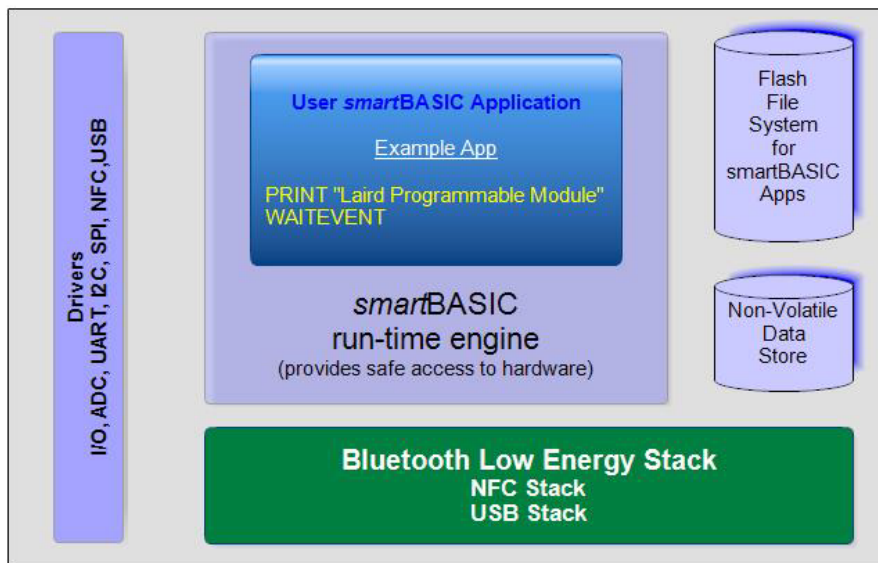 Drivers
I/O, ADC, UART, I2C, SPI, NFC,USB
User smartBASIC Application
Example App
PRINT "Laird Programmable Module"
WAITEVENT
smartBASIC
run-time engine
(provides safe access to hardware)
Flash
File
System
for
smartBASIC
Apps
Non-Volatile
Data
Store
Bluetooth Low Energy Stack
NFC Stack
USB Stack